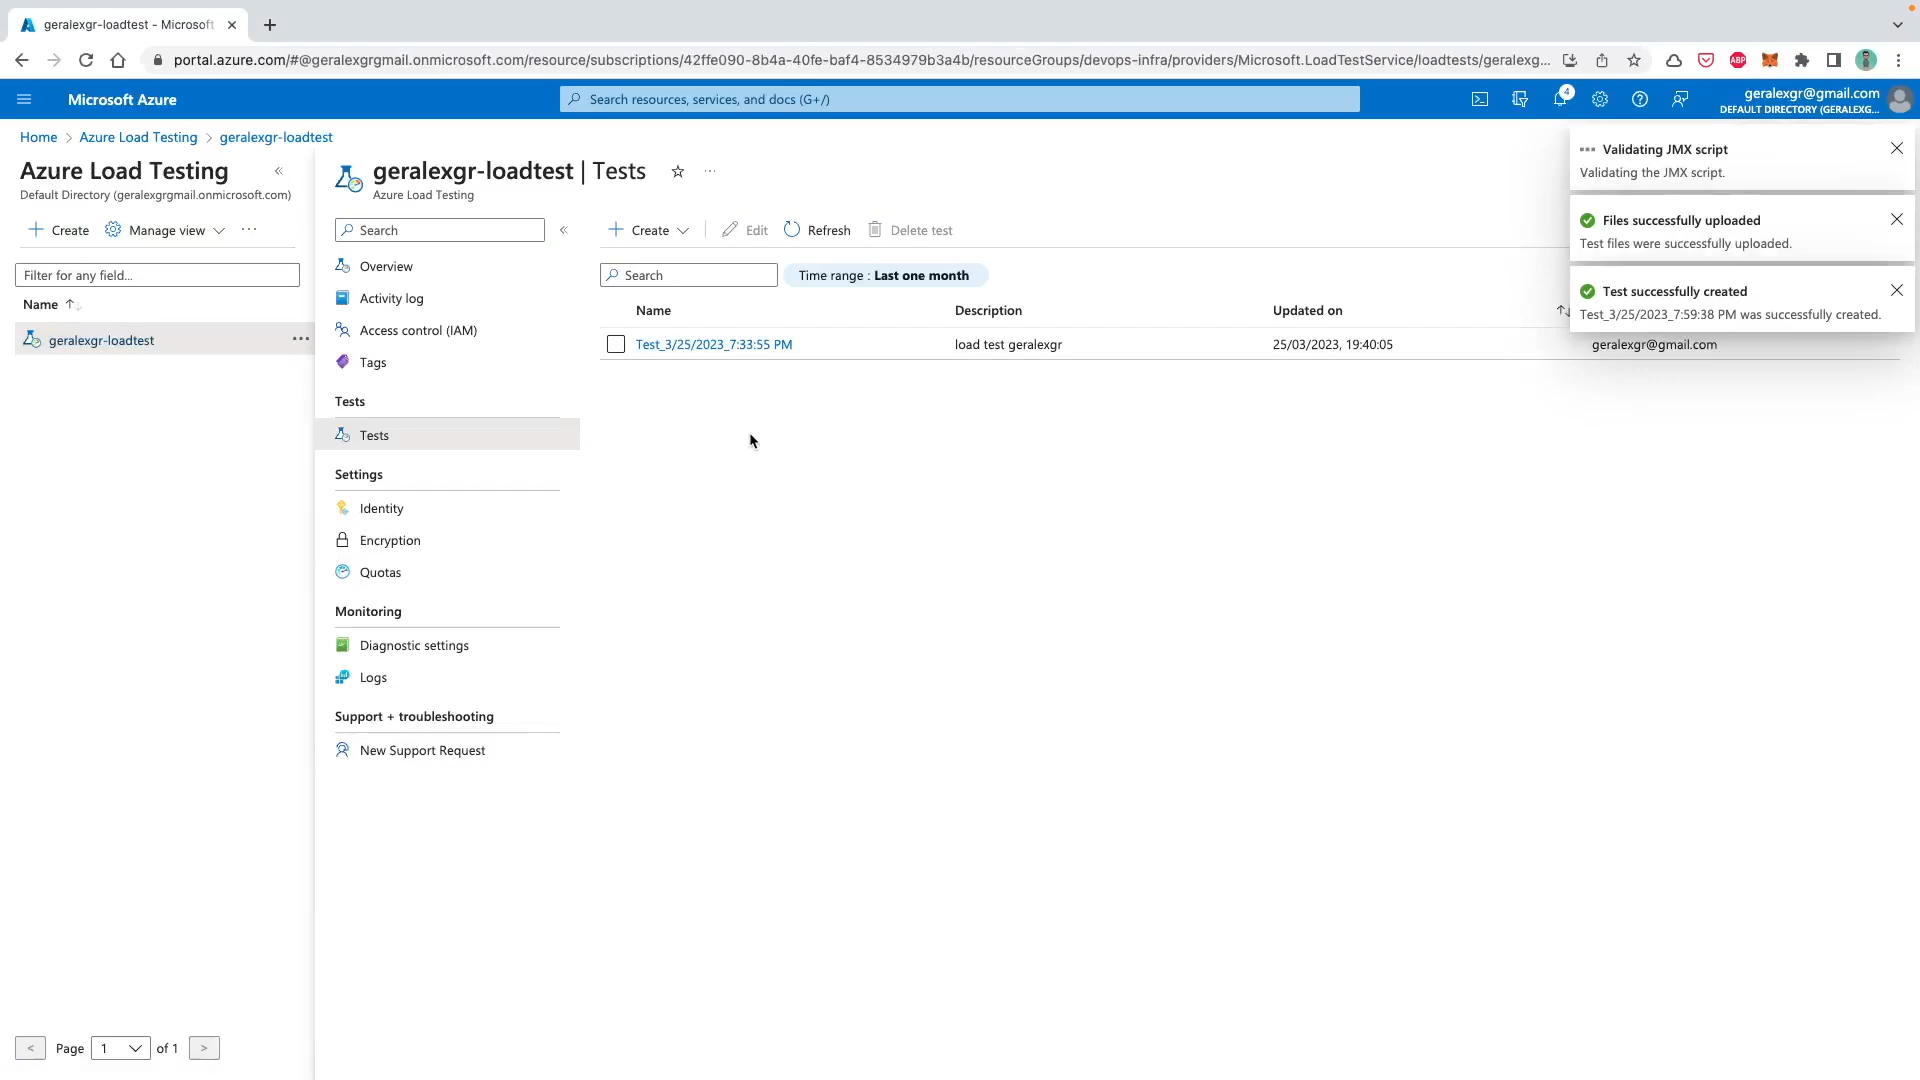 geralexgr-loadtest - Microsoft
portal.azure.com/#@geralexgrgmail.onmicrosoft.com/resource/subscriptions/42ffe090-8b4a-40fe-baf4-8534979b3a4b/resourceGroups/devops-infra/providers/Microsoft.LoadTestService/loadtests/geralexg...
ABP
Microsoft Azure
Search resources, services, and docs (G+/)
4
geralexgr@gmail.com
DEFAULT DIRECTORY (GERALEXG...
Home > Azure Load Testing > geralexgr-loadtest
Azure Load Testing «
Default Directory (geralexgrgmail.onmicrosoft.com)
+ Create Manage view ...
Filter for any field...
Name ↑↓
geralexgr-loadtest ...
< Page 1 of 1 >
geralexgr-loadtest | Tests ☆ ...
Azure Load Testing
Search «
Overview
Activity log
Access control (IAM)
Tags
Tests
Tests
Settings
Identity
Encryption
Quotas
Monitoring
Diagnostic settings
Logs
Support + troubleshooting
New Support Request
+ Create Edit Refresh Delete test
Search Time range : Last one month
Name Description Updated on ↑↓
Test_3/25/2023_7:33:55 PM load test geralexgr 25/03/2023, 19:40:05 geralexgr@gmail.com
Validating JMX script
Validating the JMX script.
Files successfully uploaded
Test files were successfully uploaded.
Test successfully created
Test_3/25/2023_7:59:38 PM was successfully created.